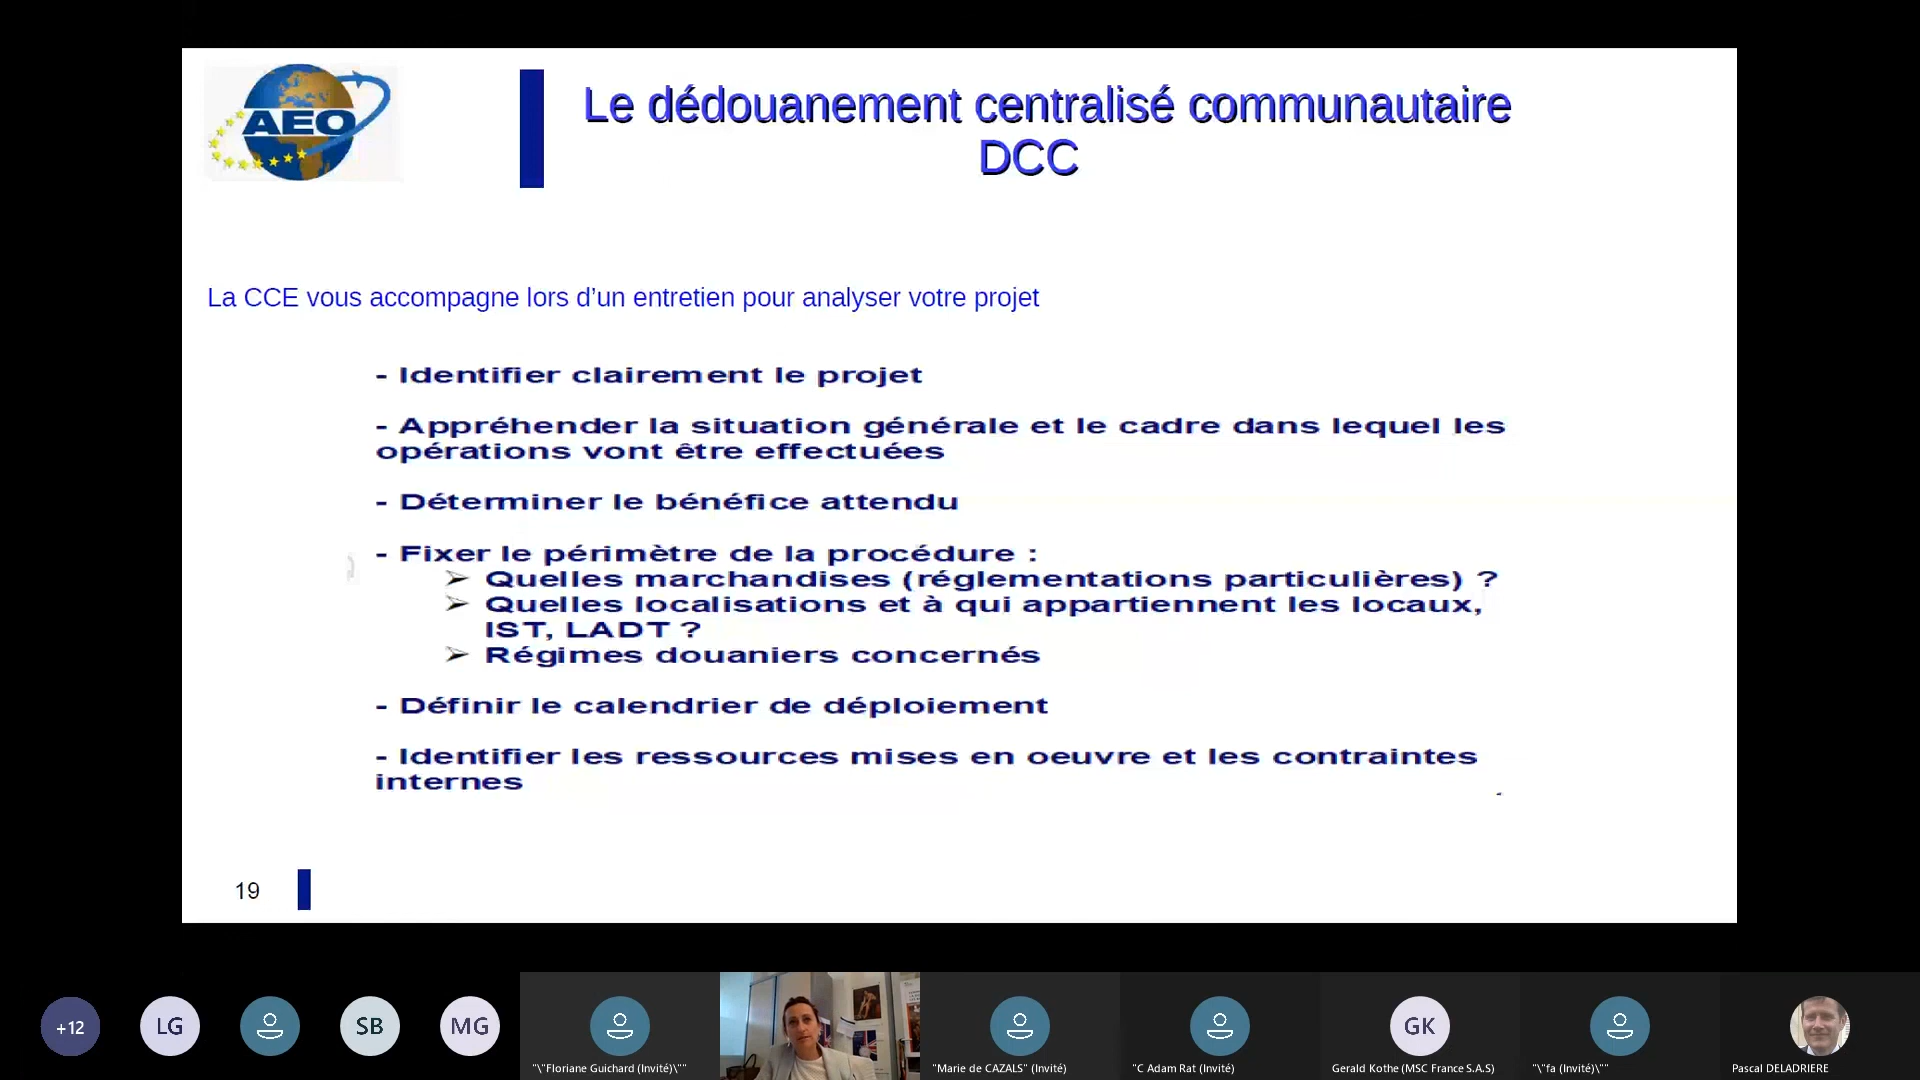 AEO
Le dédouanement centralisé communautaire
DCC
La CCE vous accompagne lors d’un entretien pour analyser votre projet
- Identifier clairement le projet
- Appréhender la situation générale et le cadre dans lequel les
opérations vont être effectuées
- Déterminer le bénéfice attendu
- Fixer le périmètre de la procédure :
➢ Quelles marchandises (réglementations particulières) ?
➢ Quelles localisations et à qui appartiennent les locaux,
IST, LADT ?
➢ Régimes douaniers concernés
- Définir le calendrier de déploiement
- Identifier les ressources mises en oeuvre et les contraintes
internes
19
+12
LG
SB
MG
GK
"\"Floriane Guichard (Invité)\""
"Marie de CAZALS" (Invité)
"C Adam Rat (Invité)
Gerald Kothe (MSC France S.A.S)
"\"fa (Invité)\""
Pascal DELADRIERE